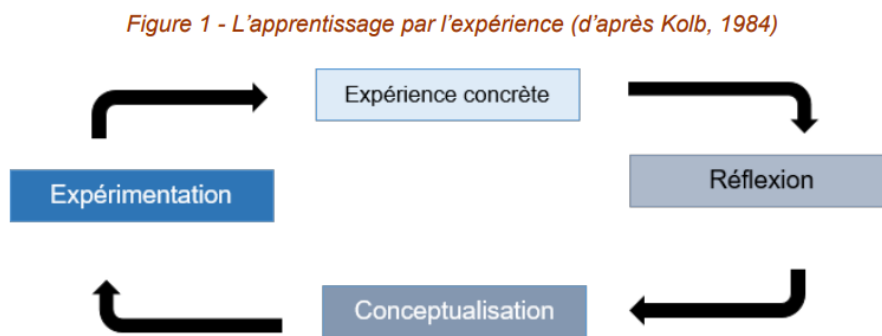 Figure 1 - L'apprentissage par l'expérience (d'après Kolb, 1984)
Expérience concrète
Expérimentation
Réflexion
Conceptualisation